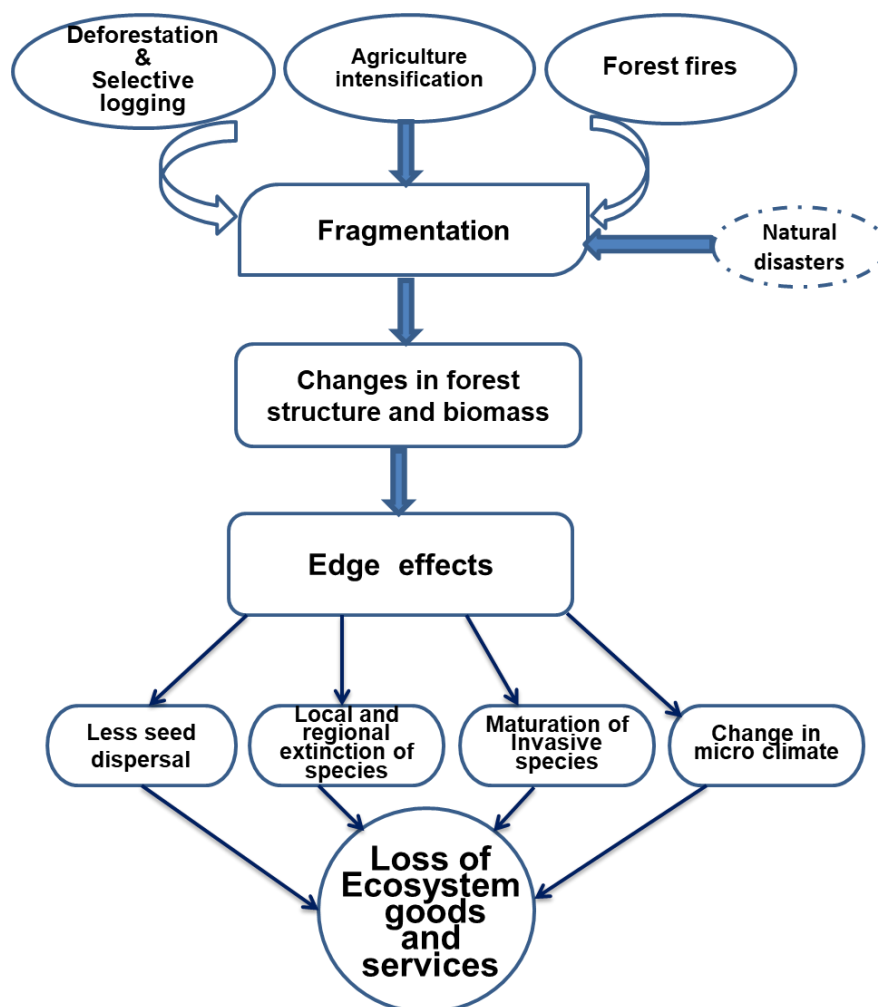 Deforestation
&
Selective
logging
Agriculture
intensification
Forest fires
Fragmentation
Natural
disasters
Changes in forest
structure and biomass
Edge effects
Less seed
dispersal
Local and
regional
extinction of
species
Maturation of
Invasive
species
Change in
micro climate
Loss of
Ecosystem
goods
and
services